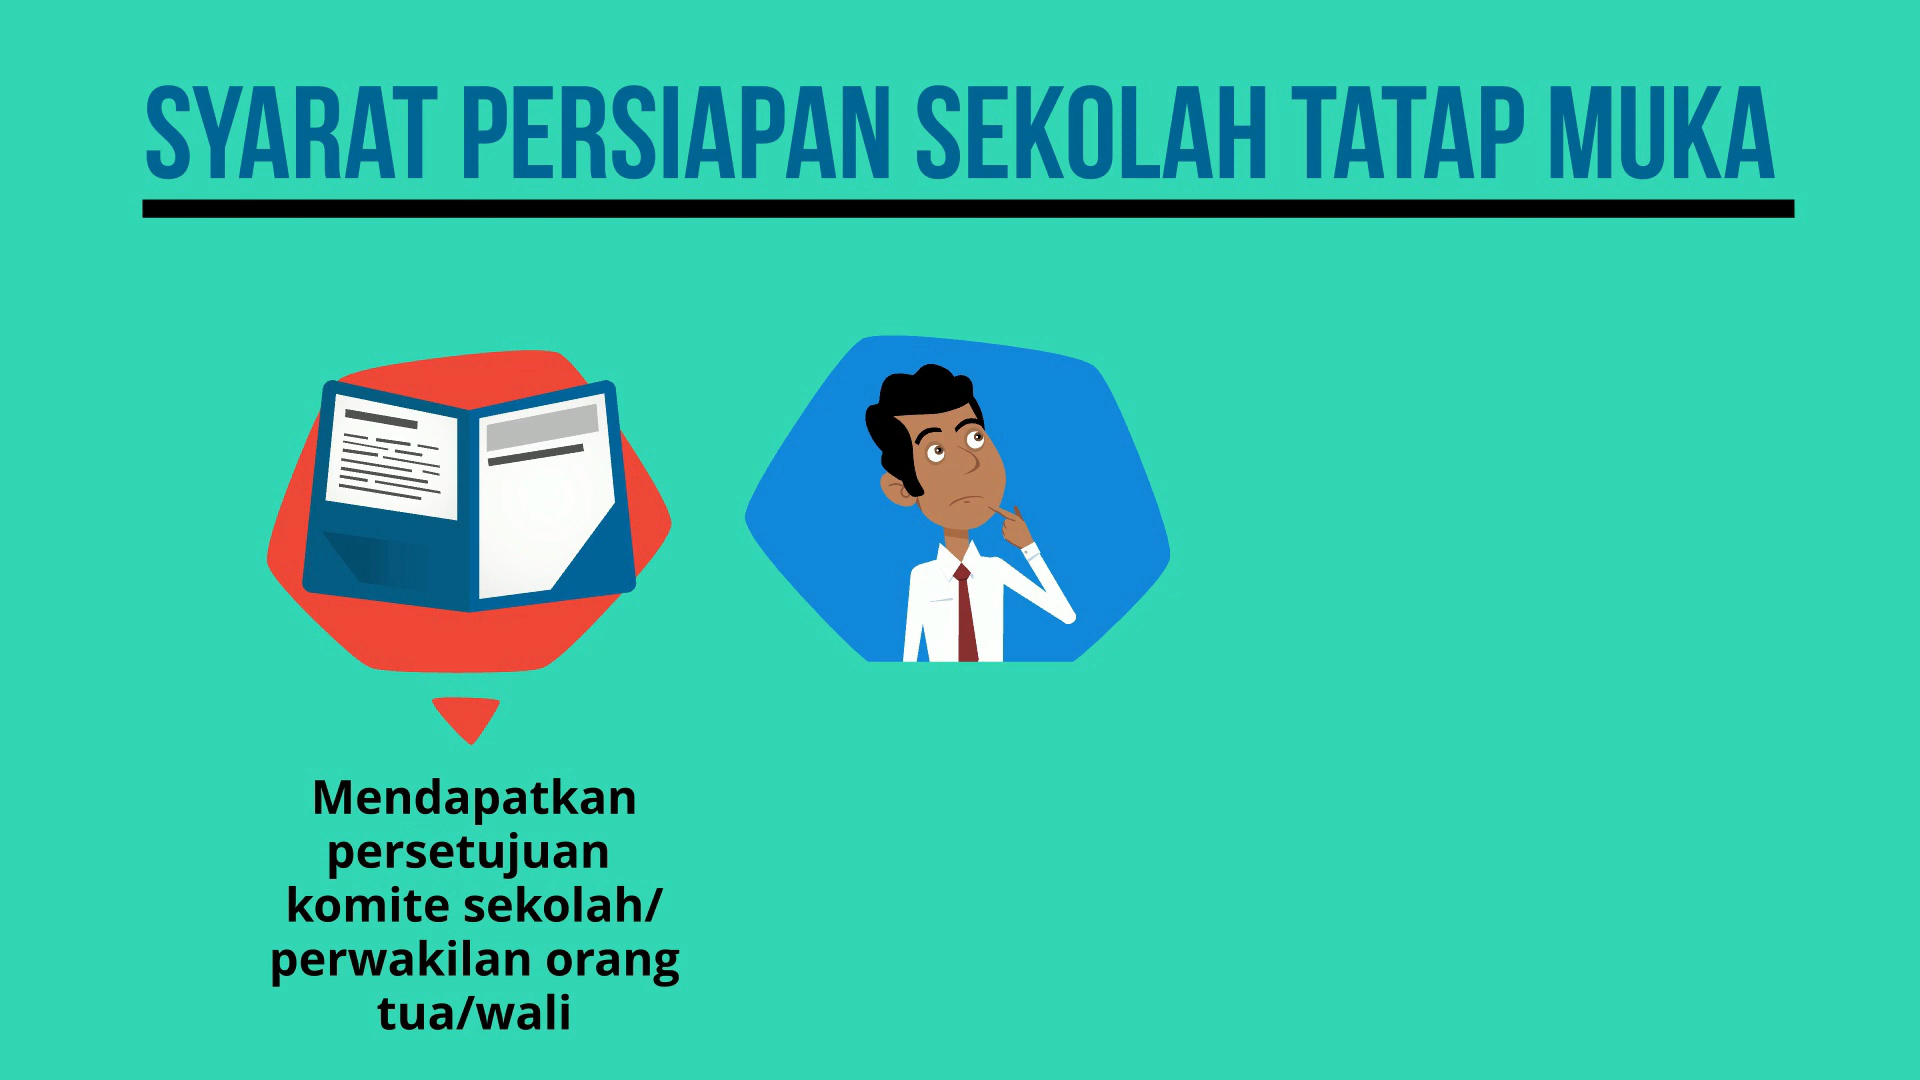 SYARAT PERSIAPAN SEKOLAH TATAP MUKA
Mendapatkan
persetujuan
komite sekolah/
perwakilan orang
tua/wali